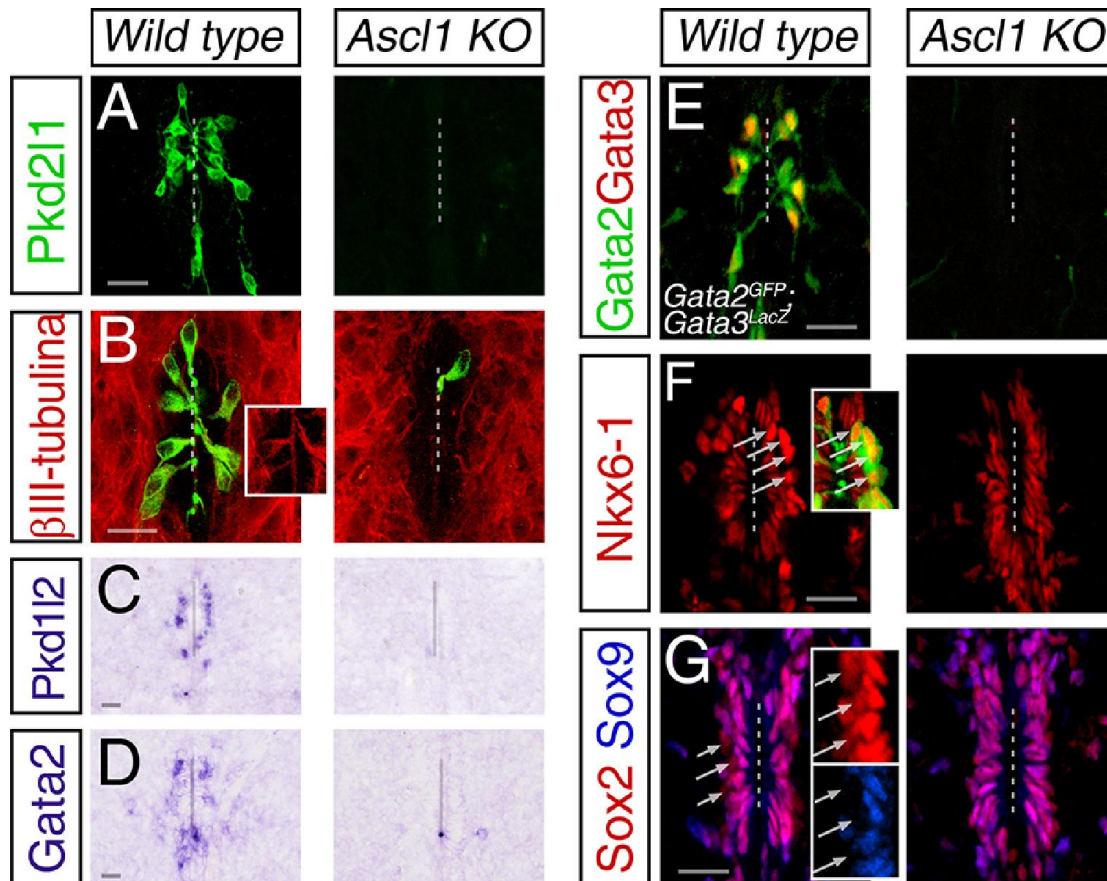 Wild type
Ascl1 KO
Wild type
Ascl1 KO
Pkd2l1
A
βIII-tubulina
B
Pkd1l2
C
Gata2
D
Gata2Gata3
E
Gata2GFP;
Gata3LacZ
Nkx6-1
F
Sox2 Sox9
G